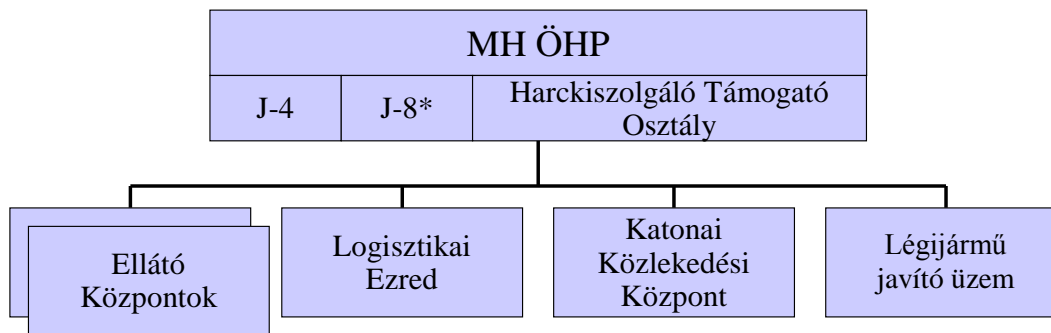 MH ÖHP
J-4
J-8*
Harckiszolgáló Támogató
Osztály
Ellátó
Központok
Logisztikai
Ezred
Katonai
Közlekedési
Központ
Légijármű
javító üzem